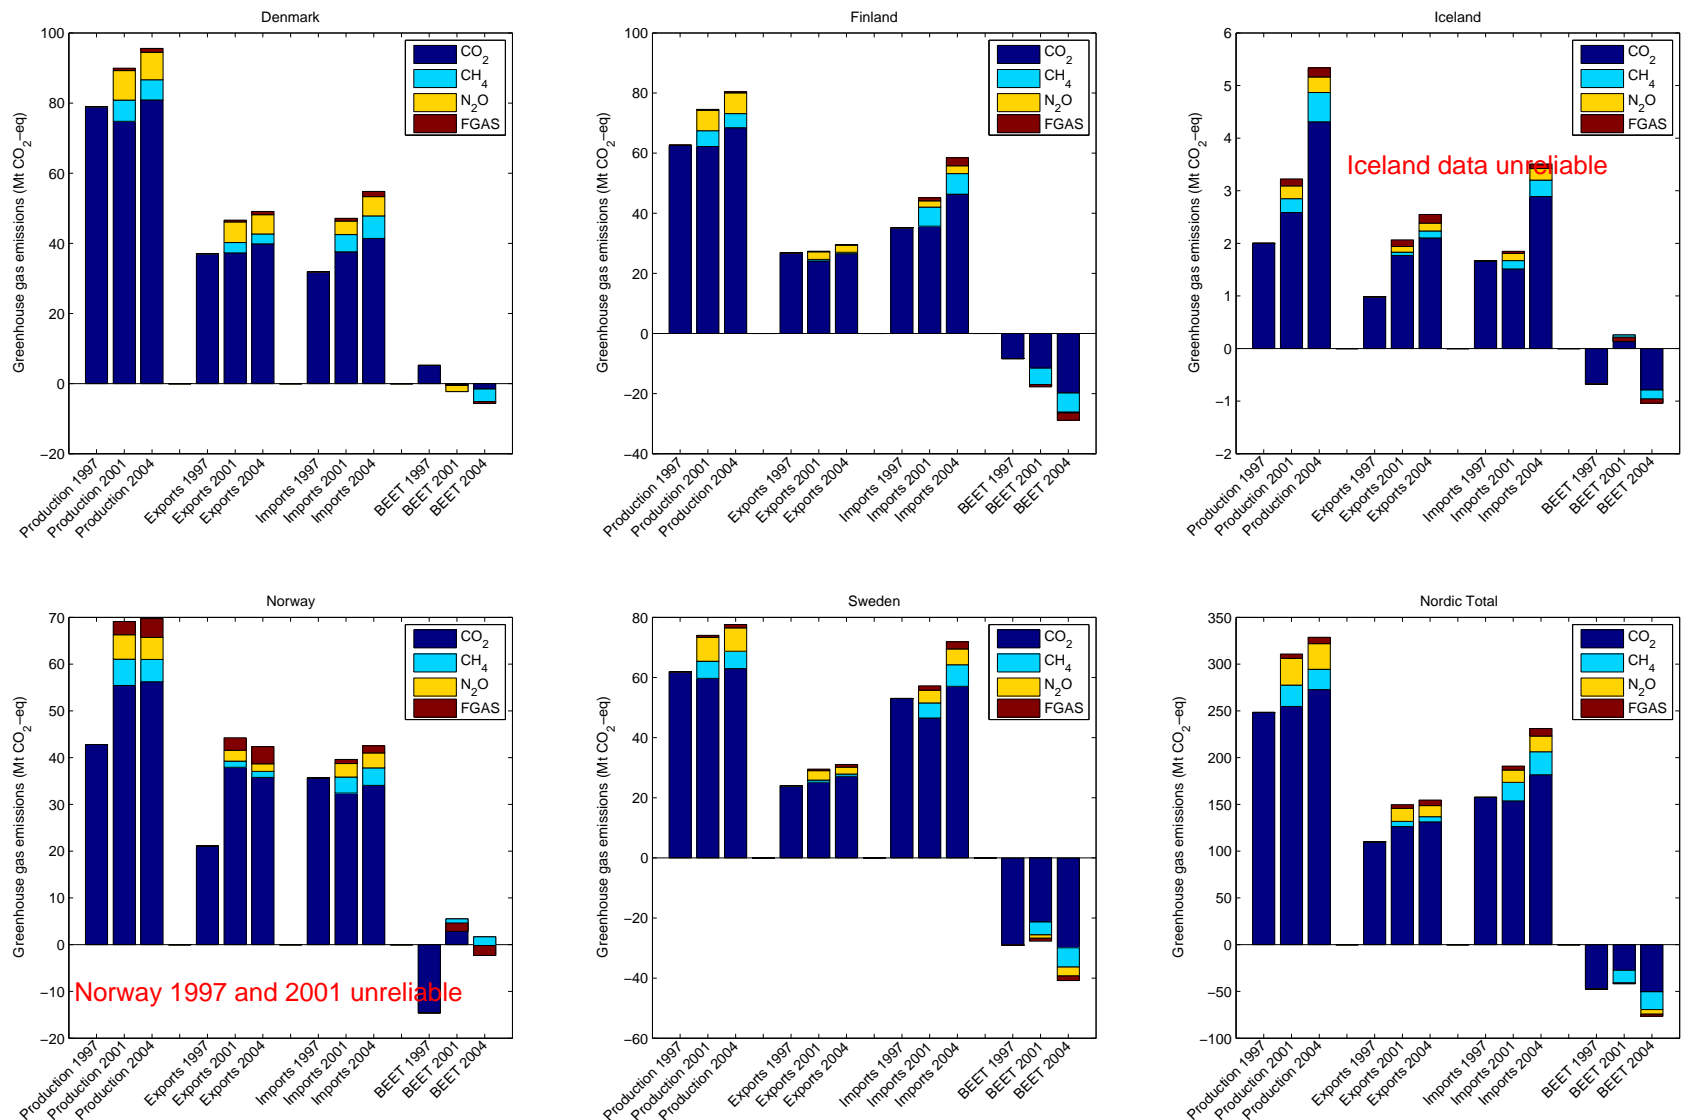 Denmark
Greenhouse gas emissions (Mt CO2−eq)
100
80
60
40
20
0
−20
CO2
CH4
N2O
FGAS
Production 1997
Production 2001
Production 2004
Exports 1997
Exports 2001
Exports 2004
Imports 1997
Imports 2001
Imports 2004
BEET 1997
BEET 2001
BEET 2004
Finland
Greenhouse gas emissions (Mt CO2−eq)
100
80
60
40
20
0
−20
−40
CO2
CH4
N2O
FGAS
Production 1997
Production 2001
Production 2004
Exports 1997
Exports 2001
Exports 2004
Imports 1997
Imports 2001
Imports 2004
BEET 1997
BEET 2001
BEET 2004
Iceland
Greenhouse gas emissions (Mt CO2−eq)
6
5
4
3
2
1
0
−1
−2
CO2
CH4
N2O
FGAS
Iceland data unreliable
Production 1997
Production 2001
Production 2004
Exports 1997
Exports 2001
Exports 2004
Imports 1997
Imports 2001
Imports 2004
BEET 1997
BEET 2001
BEET 2004
Norway
Greenhouse gas emissions (Mt CO2−eq)
70
60
50
40
30
20
10
0
−10
−20
CO2
CH4
N2O
FGAS
Norway 1997 and 2001 unreliable
Production 1997
Production 2001
Production 2004
Exports 1997
Exports 2001
Exports 2004
Imports 1997
Imports 2001
Imports 2004
BEET 1997
BEET 2001
BEET 2004
Sweden
Greenhouse gas emissions (Mt CO2−eq)
80
60
40
20
0
−20
−40
−60
CO2
CH4
N2O
FGAS
Production 1997
Production 2001
Production 2004
Exports 1997
Exports 2001
Exports 2004
Imports 1997
Imports 2001
Imports 2004
BEET 1997
BEET 2001
BEET 2004
Nordic Total
Greenhouse gas emissions (Mt CO2−eq)
350
300
250
200
150
100
50
0
−50
−100
CO2
CH4
N2O
FGAS
Production 1997
Production 2001
Production 2004
Exports 1997
Exports 2001
Exports 2004
Imports 1997
Imports 2001
Imports 2004
BEET 1997
BEET 2001
BEET 2004